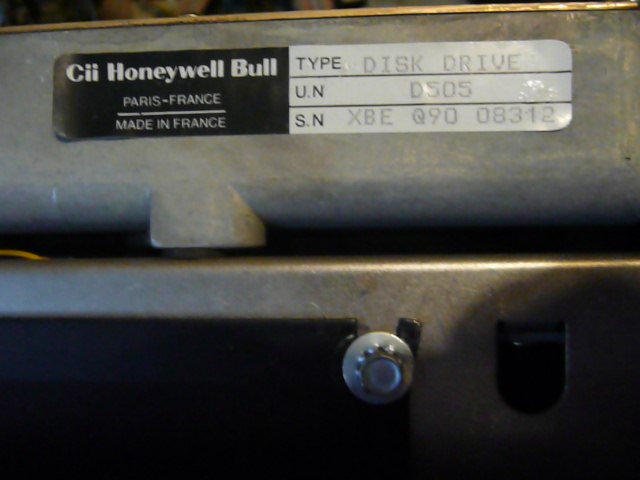 Cii Honeywell Bull
PARIS-FRANCE
MADE IN FRANCE
TYPE DISK DRIVE
U.N D505
S.N XBE Q90 08312